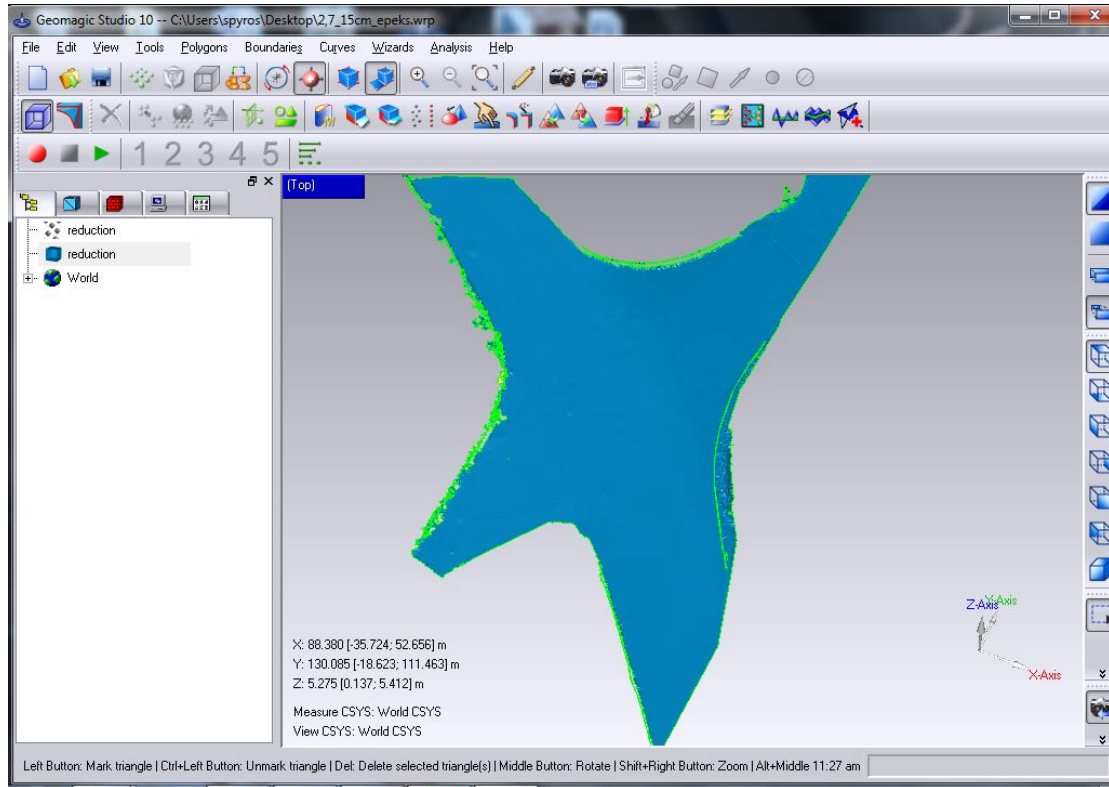 Geomagic Studio 10 -- C:\Users\spyros\Desktop\2,7_15cm_epeks.wrp
File Edit View Tools Polygons Boundaries Curves Wizards Analysis Help
1 2 3 4 5
(Top)
reduction
reduction
World
Z-Axis Y-Axis
X-Axis
X: 88.380 [-35.724; 52.656] m
Y: 130.085 [-18.623; 111.463] m
Z: 5.275 [0.137; 5.412] m
Measure CSYS: World CSYS
View CSYS: World CSYS
Left Button: Mark triangle | Ctrl+Left Button: Unmark triangle | Del: Delete selected triangle(s) | Middle Button: Rotate | Shift+Right Button: Zoom | Alt+Middle 11:27 am